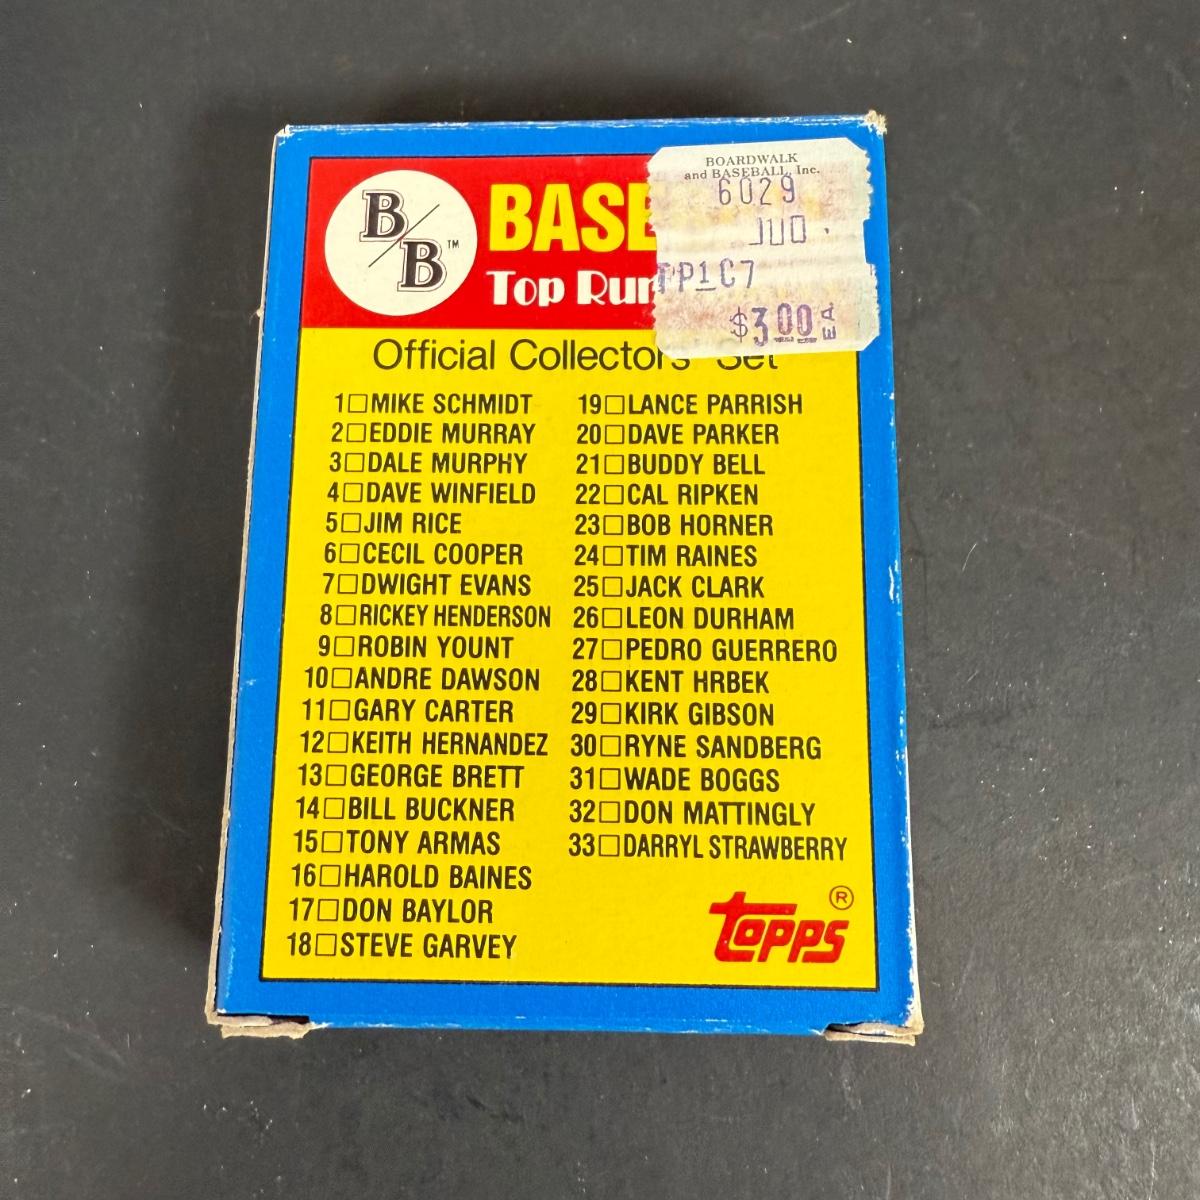 B/B™
BASE
Top Run
BOARDWALK
and BASEBALL, Inc.
6029
TP1C7
$3.00 EA.
Official Collectors' Set
1 □ MIKE SCHMIDT
2 □ EDDIE MURRAY
3 □ DALE MURPHY
4 □ DAVE WINFIELD
5 □ JIM RICE
6 □ CECIL COOPER
7 □ DWIGHT EVANS
8 □ RICKEY HENDERSON
9 □ ROBIN YOUNT
10 □ ANDRE DAWSON
11 □ GARY CARTER
12 □ KEITH HERNANDEZ
13 □ GEORGE BRETT
14 □ BILL BUCKNER
15 □ TONY ARMAS
16 □ HAROLD BAINES
17 □ DON BAYLOR
18 □ STEVE GARVEY
19 □ LANCE PARRISH
20 □ DAVE PARKER
21 □ BUDDY BELL
22 □ CAL RIPKEN
23 □ BOB HORNER
24 □ TIM RAINES
25 □ JACK CLARK
26 □ LEON DURHAM
27 □ PEDRO GUERRERO
28 □ KENT HRBEK
29 □ KIRK GIBSON
30 □ RYNE SANDBERG
31 □ WADE BOGGS
32 □ DON MATTINGLY
33 □ DARRYL STRAWBERRY
topps®